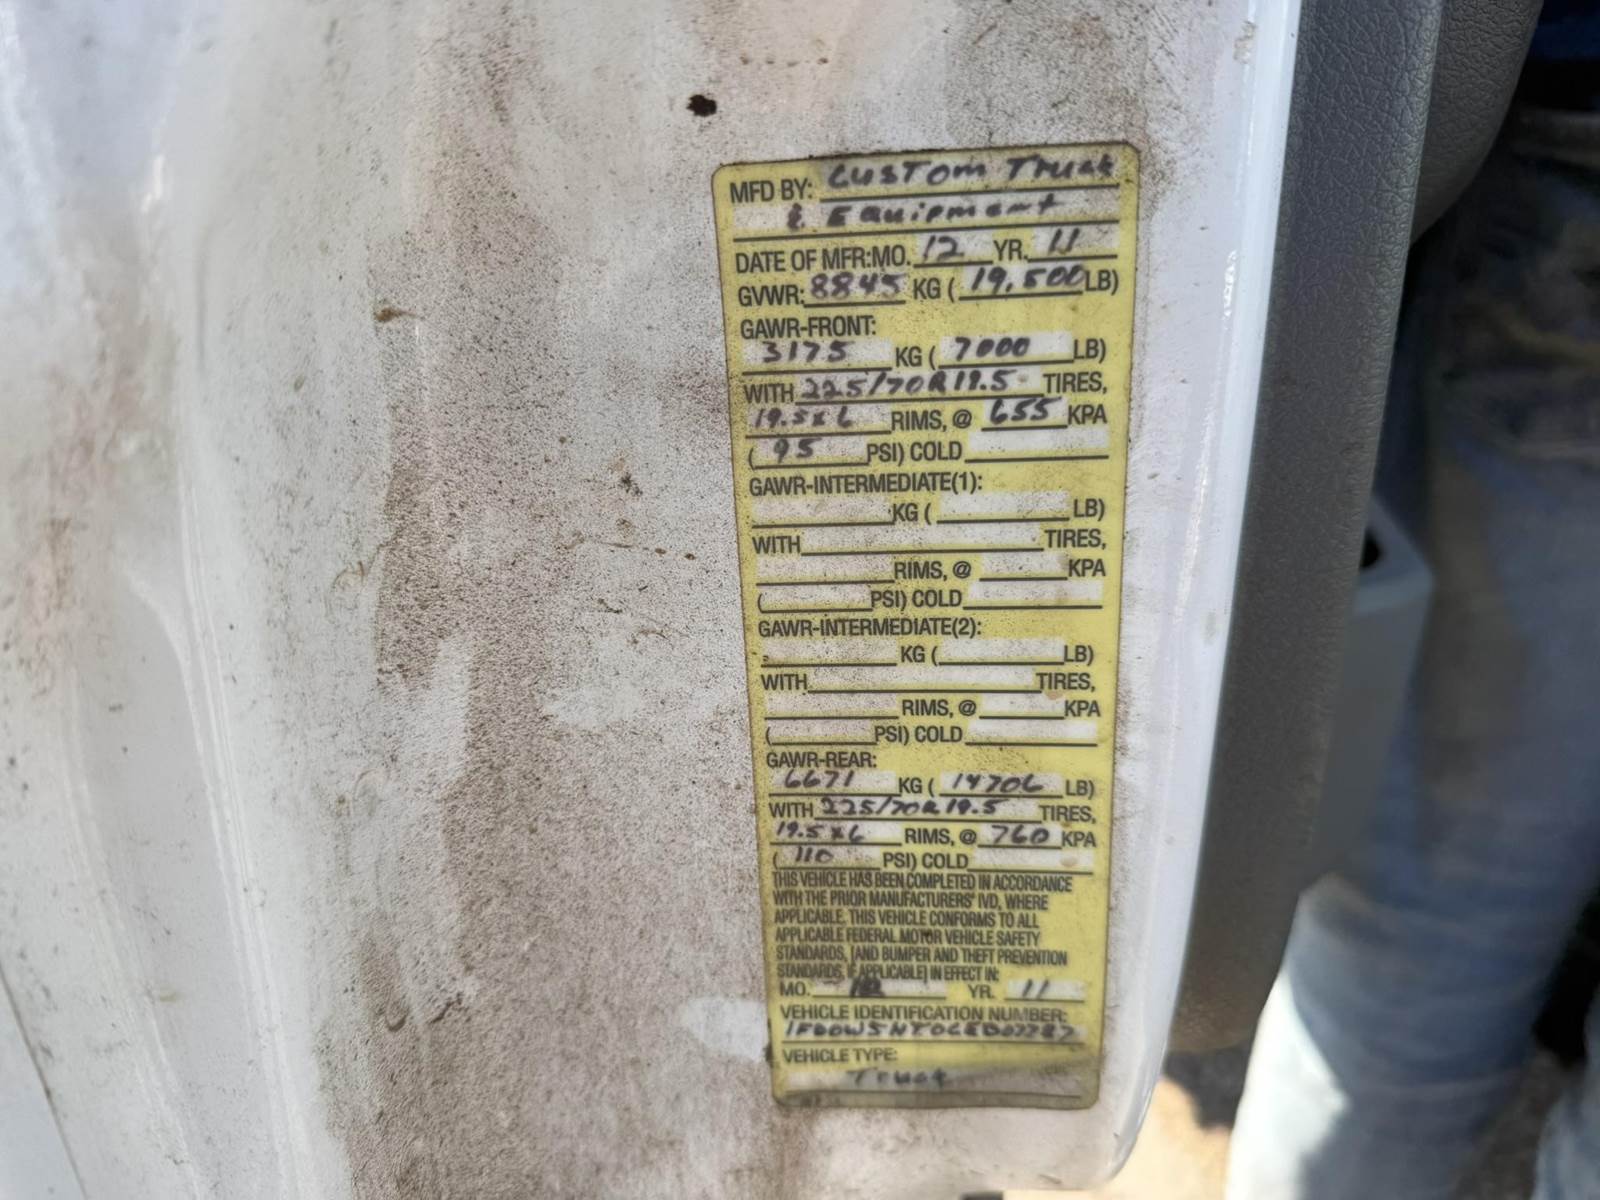 MFD BY: Custom Truck
& Equipment
DATE OF MFR:MO. 12 YR. 11
GVWR: 8845 KG ( 19,500 LB)
GAWR-FRONT:
3175 KG ( 7000 LB)
WITH 225/70R19.5 TIRES,
19.5x6 RIMS, @ 655 KPA
( 95 PSI) COLD
GAWR-INTERMEDIATE(1):
KG ( LB)
WITH TIRES,
RIMS, @ KPA
( PSI) COLD
GAWR-INTERMEDIATE(2):
KG ( LB)
WITH TIRES,
RIMS, @ KPA
( PSI) COLD
GAWR-REAR:
6671 KG ( 14706 LB)
WITH 225/70R19.5 TIRES,
19.5x6 RIMS, @ 760 KPA
( 110 PSI) COLD
THIS VEHICLE HAS BEEN COMPLETED IN ACCORDANCE
WITH THE PRIOR MANUFACTURERS' IVD, WHERE
APPLICABLE. THIS VEHICLE CONFORMS TO ALL
APPLICABLE FEDERAL MOTOR VEHICLE SAFETY
STANDARDS, [AND BUMPER AND THEFT PREVENTION
STANDARDS, IF APPLICABLE] IN EFFECT IN:
MO. 12 YR. 11
VEHICLE IDENTIFICATION NUMBER:
VEHICLE TYPE:
Truck